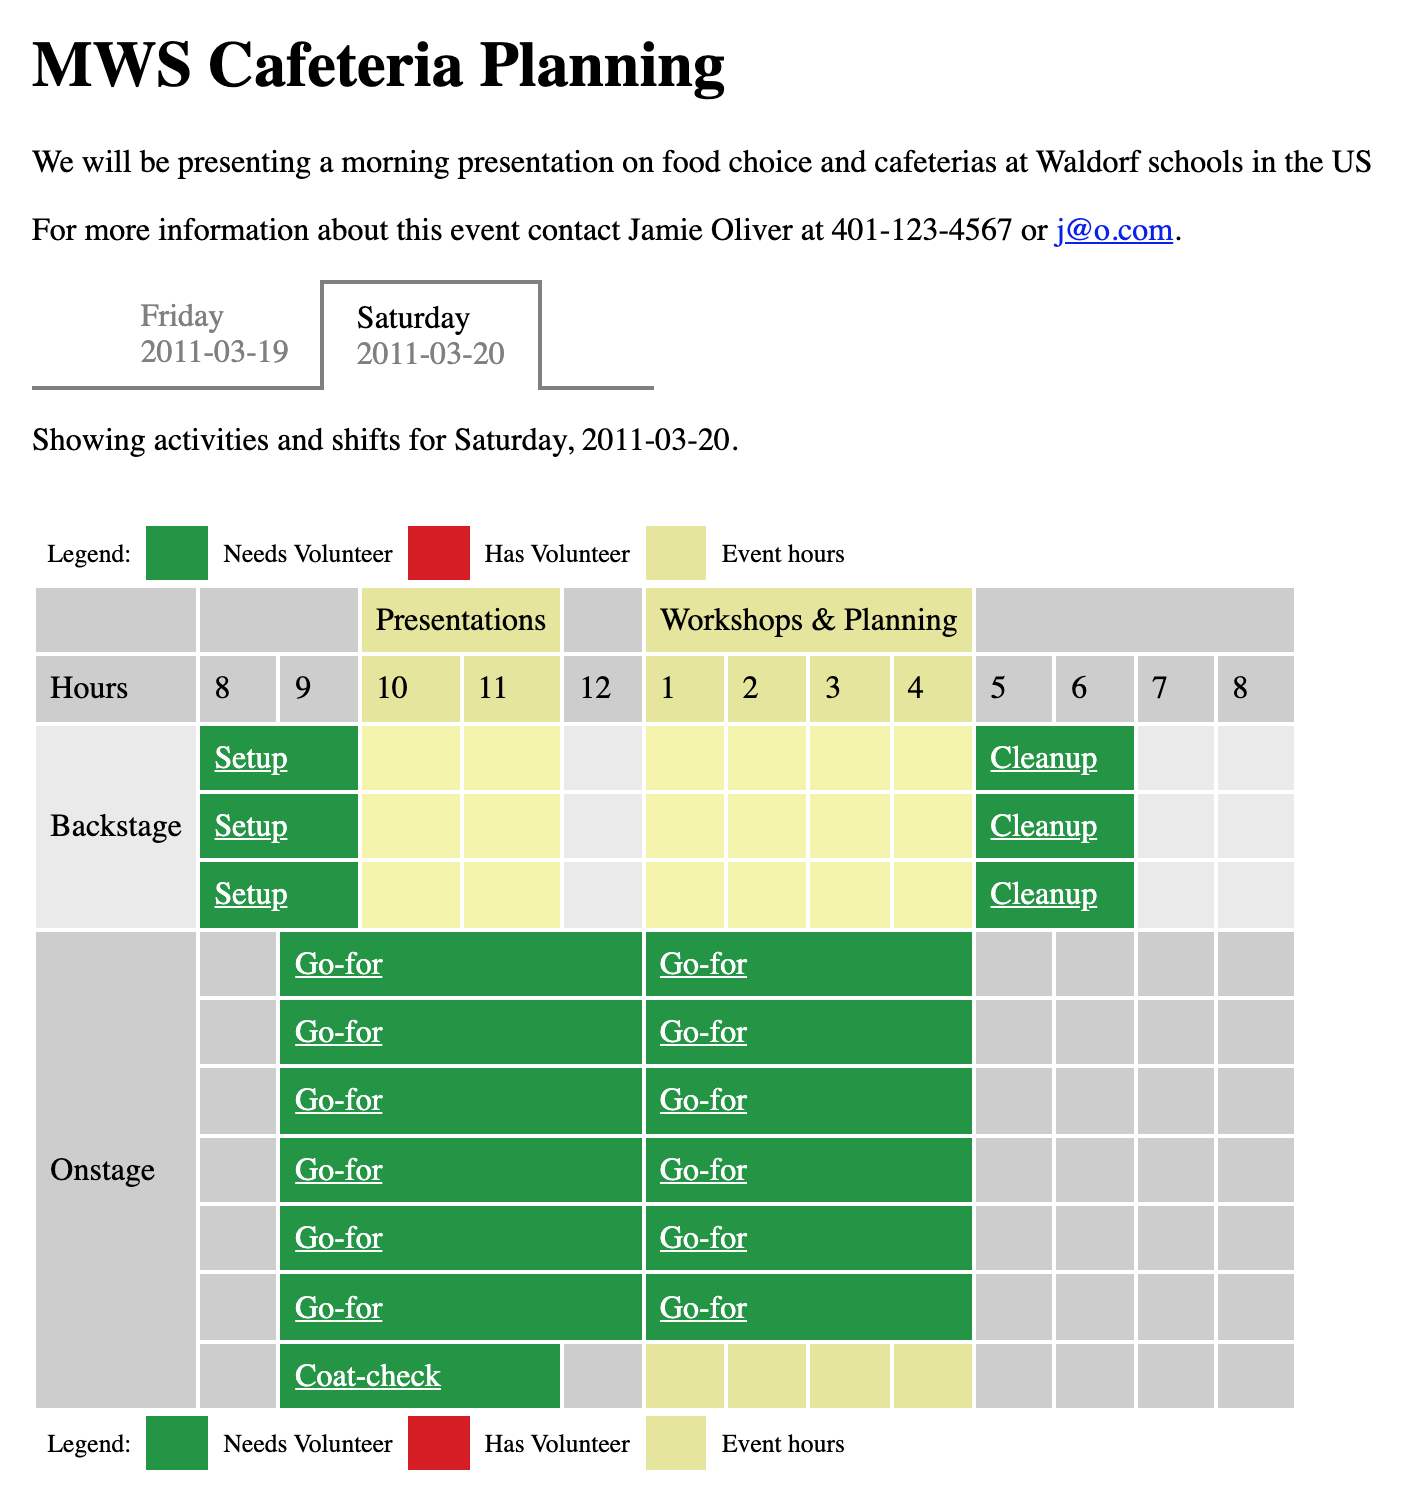 MWS Cafeteria Planning
We will be presenting a morning presentation on food choice and cafeterias at Waldorf schools in the US
For more information about this event contact Jamie Oliver at 401-123-4567 or j@o.com.
Friday
2011-03-19
Saturday
2011-03-20
Showing activities and shifts for Saturday, 2011-03-20.
Legend: Needs Volunteer Has Volunteer Event hours
Presentations Workshops & Planning
Hours 8 9 10 11 12 1 2 3 4 5 6 7 8
Setup Cleanup
Backstage Setup Cleanup
Setup Cleanup
Go-for Go-for
Go-for Go-for
Go-for Go-for
Onstage Go-for Go-for
Go-for Go-for
Go-for Go-for
Coat-check
Legend: Needs Volunteer Has Volunteer Event hours